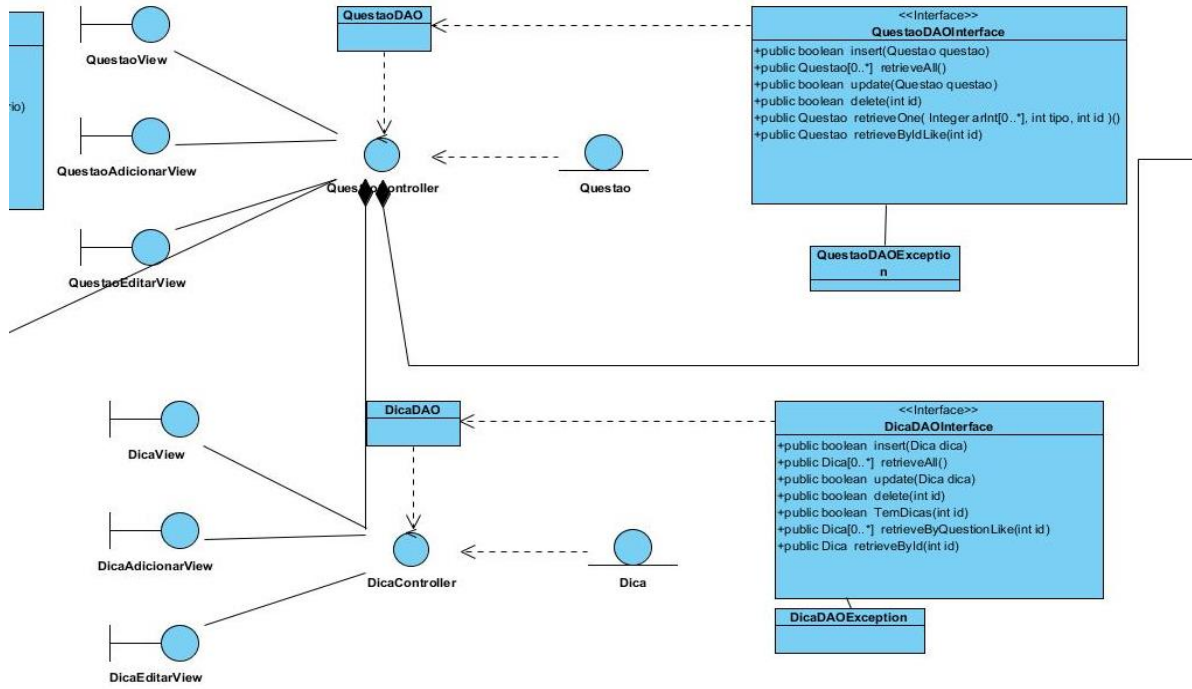 QuestaoDAO
<<Interface>>
QuestaoDAOInterface
+public boolean insert(Questao questao)
+public Questao[0..*] retrieveAll()
+public boolean update(Questao questao)
+public boolean delete(int id)
+public Questao retrieveOne( Integer arInt[0..*], int tipo, int id )()
+public Questao retrieveByIdLike(int id)
QuestaoView
rio)
QuestaoAdicionarView
QuestaoController
Questao
QuestaoEditarView
QuestaoDAOExceptio
n
DicaDAO
<<Interface>>
DicaDAOInterface
+public boolean insert(Dica dica)
+public Dica[0..*] retrieveAll()
+public boolean update(Dica dica)
+public boolean delete(int id)
+public boolean TemDicas(int id)
+public Dica[0..*] retrieveByQuestionLike(int id)
+public Dica retrieveById(int id)
DicaView
DicaAdicionarView
DicaController
Dica
DicaDAOException
DicaEditarView